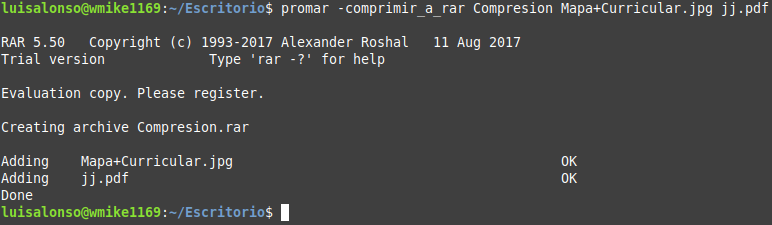 luisalonso@wmike1169:~/Escritorio$ promar -comprimir_a_rar Compresion Mapa+Curricular.jpg jj.pdf
RAR 5.50   Copyright (c) 1993-2017 Alexander Roshal   11 Aug 2017
Trial version             Type 'rar -?' for help
Evaluation copy. Please register.
Creating archive Compresion.rar
Adding    Mapa+Curricular.jpg                                         OK
Adding    jj.pdf                                                      OK
Done
luisalonso@wmike1169:~/Escritorio$